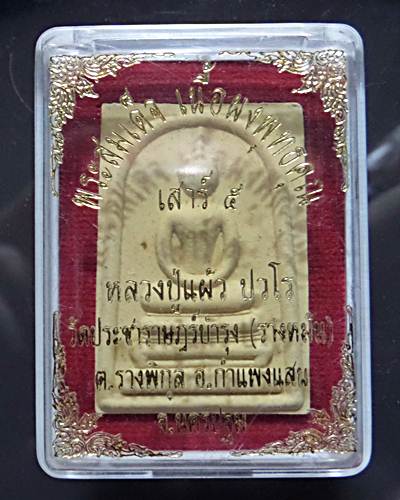 พระสมเด็จ เนื้อผงพุทธคุณ
เสาร์ ๕
หลวงปู่แผ้ว ปวโร
วัดประชาราษฎร์บำรุง (รางหมัน)
ต.รางพิกุล อ.กำแพงแสน
จ.นครปฐม